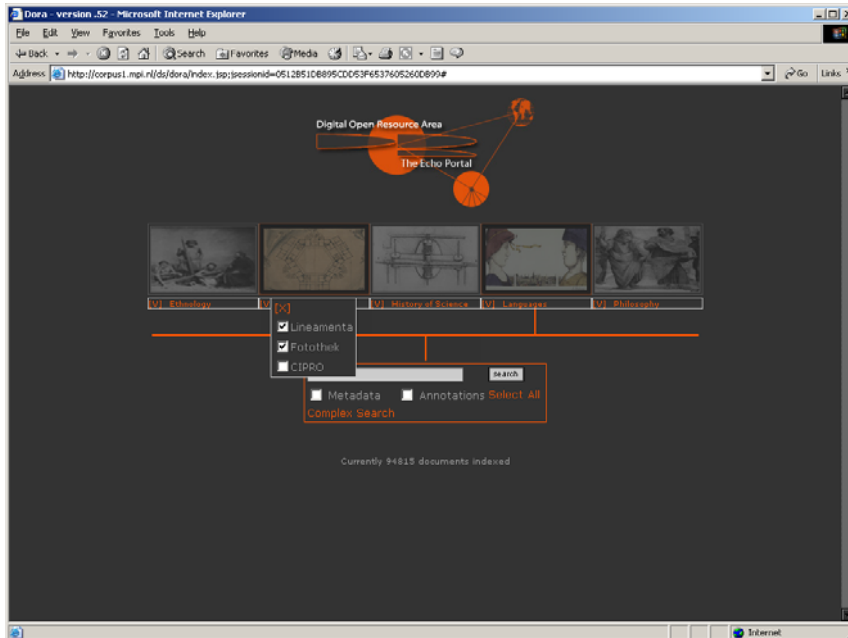 Dora - version .52 - Microsoft Internet Explorer
File Edit View Favorites Tools Help
Back Search Favorites Media
Address http://corpus1.mpi.nl/ds/dora/index.jsp;jsessionid=0512B51DB895CDD53F6537605260DB99# Go Links
Digital Open Resource Area
The Echo Portal
[V] Ethnology [V] History of Science [V] Languages [V] Philosophy
[X]
Lineamenta
Fotothek
CIPRO
search
Metadata Annotations Select All
Complex Search
Currently 94815 documents indexed
Internet